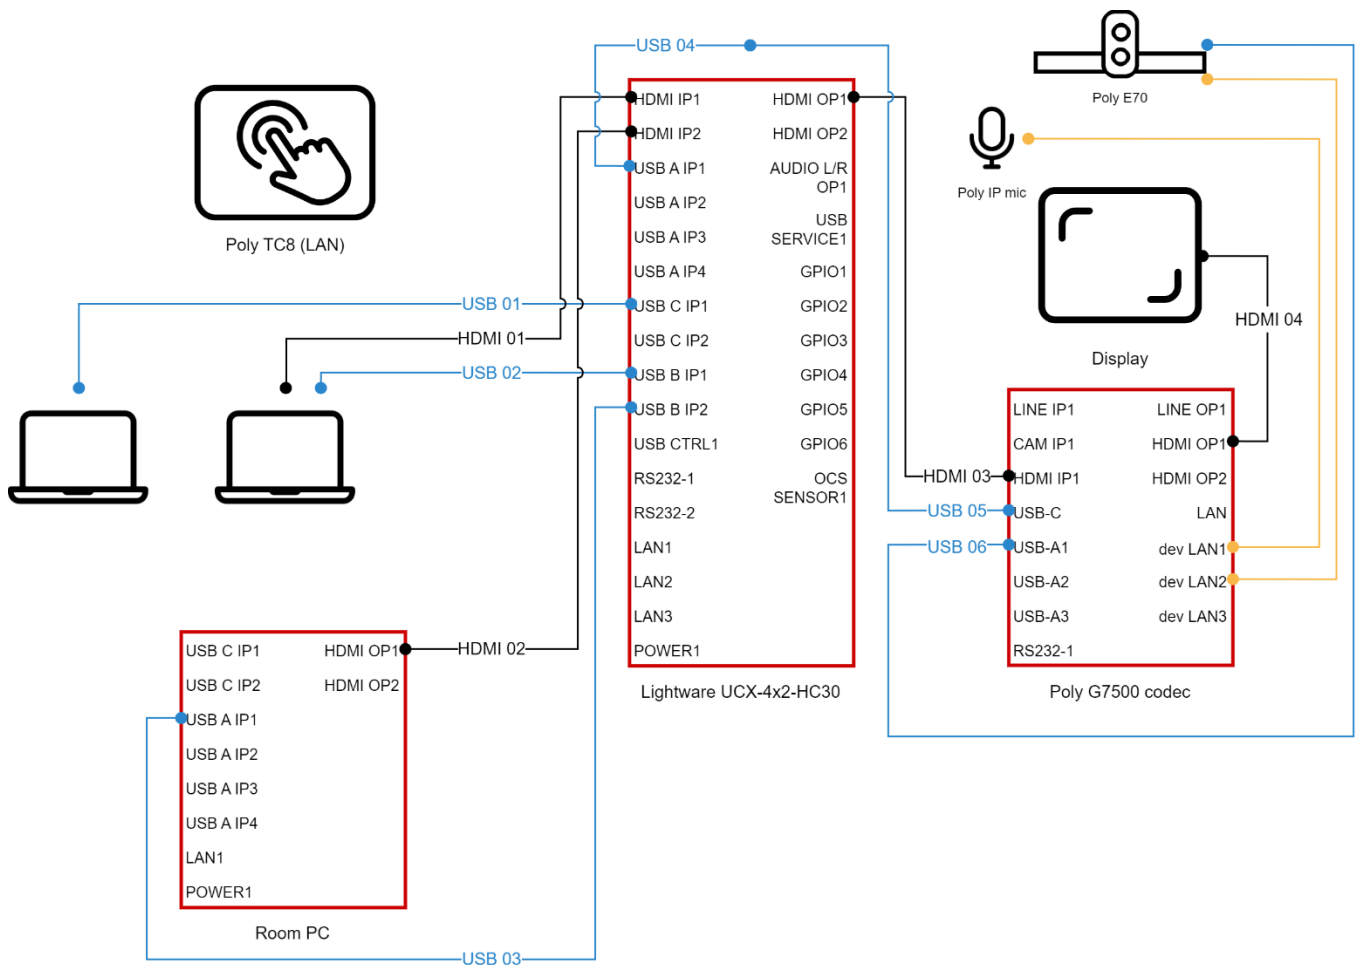 USB 04
Poly E70
Poly IP mic
Poly TC8 (LAN)
HDMI IP1
HDMI IP2
USB A IP1
USB A IP2
USB A IP3
USB A IP4
USB C IP1
USB C IP2
USB B IP1
USB B IP2
USB CTRL1
RS232-1
RS232-2
LAN1
LAN2
LAN3
POWER1
HDMI OP1
HDMI OP2
AUDIO L/R
OP1
USB
SERVICE1
GPIO1
GPIO2
GPIO3
GPIO4
GPIO5
GPIO6
OCS
SENSOR1
Lightware UCX-4x2-HC30
USB 01
HDMI 01
USB 02
HDMI 04
Display
LINE IP1
CAM IP1
HDMI IP1
USB-C
USB-A1
USB-A2
USB-A3
RS232-1
LINE OP1
HDMI OP1
HDMI OP2
LAN
dev LAN1
dev LAN2
dev LAN3
Poly G7500 codec
HDMI 03
USB 05
USB 06
HDMI 02
USB C IP1
USB C IP2
USB A IP1
USB A IP2
USB A IP3
USB A IP4
LAN1
POWER1
HDMI OP1
HDMI OP2
Room PC
USB 03